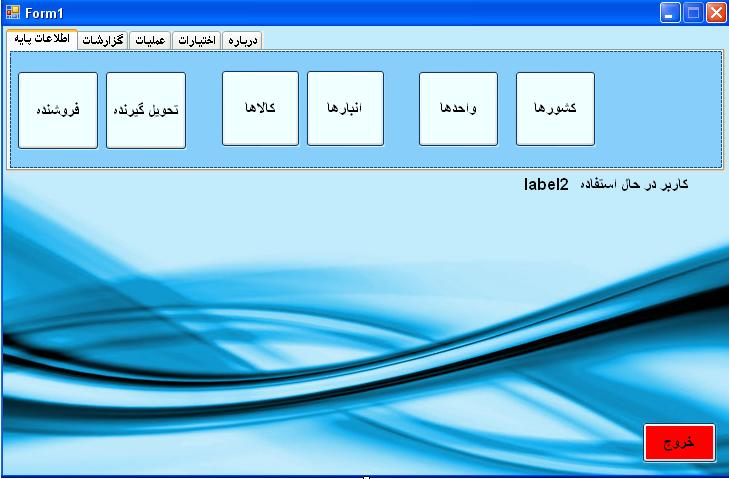 Form1
اطلاعات پایه گزارشات عملیات اختیارات درباره
فروشنده تحویل گیرنده کالاها انبارها واحدها کشورها
کاربر در حال استفاده label2
خروج